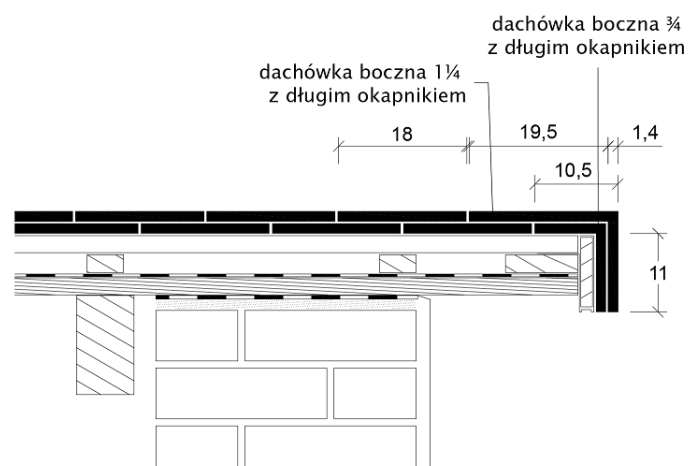 dachówka boczna ¾
z długim okapnikiem
dachówka boczna 1¼
z długim okapnikiem
18
19,5
1,4
10,5
11